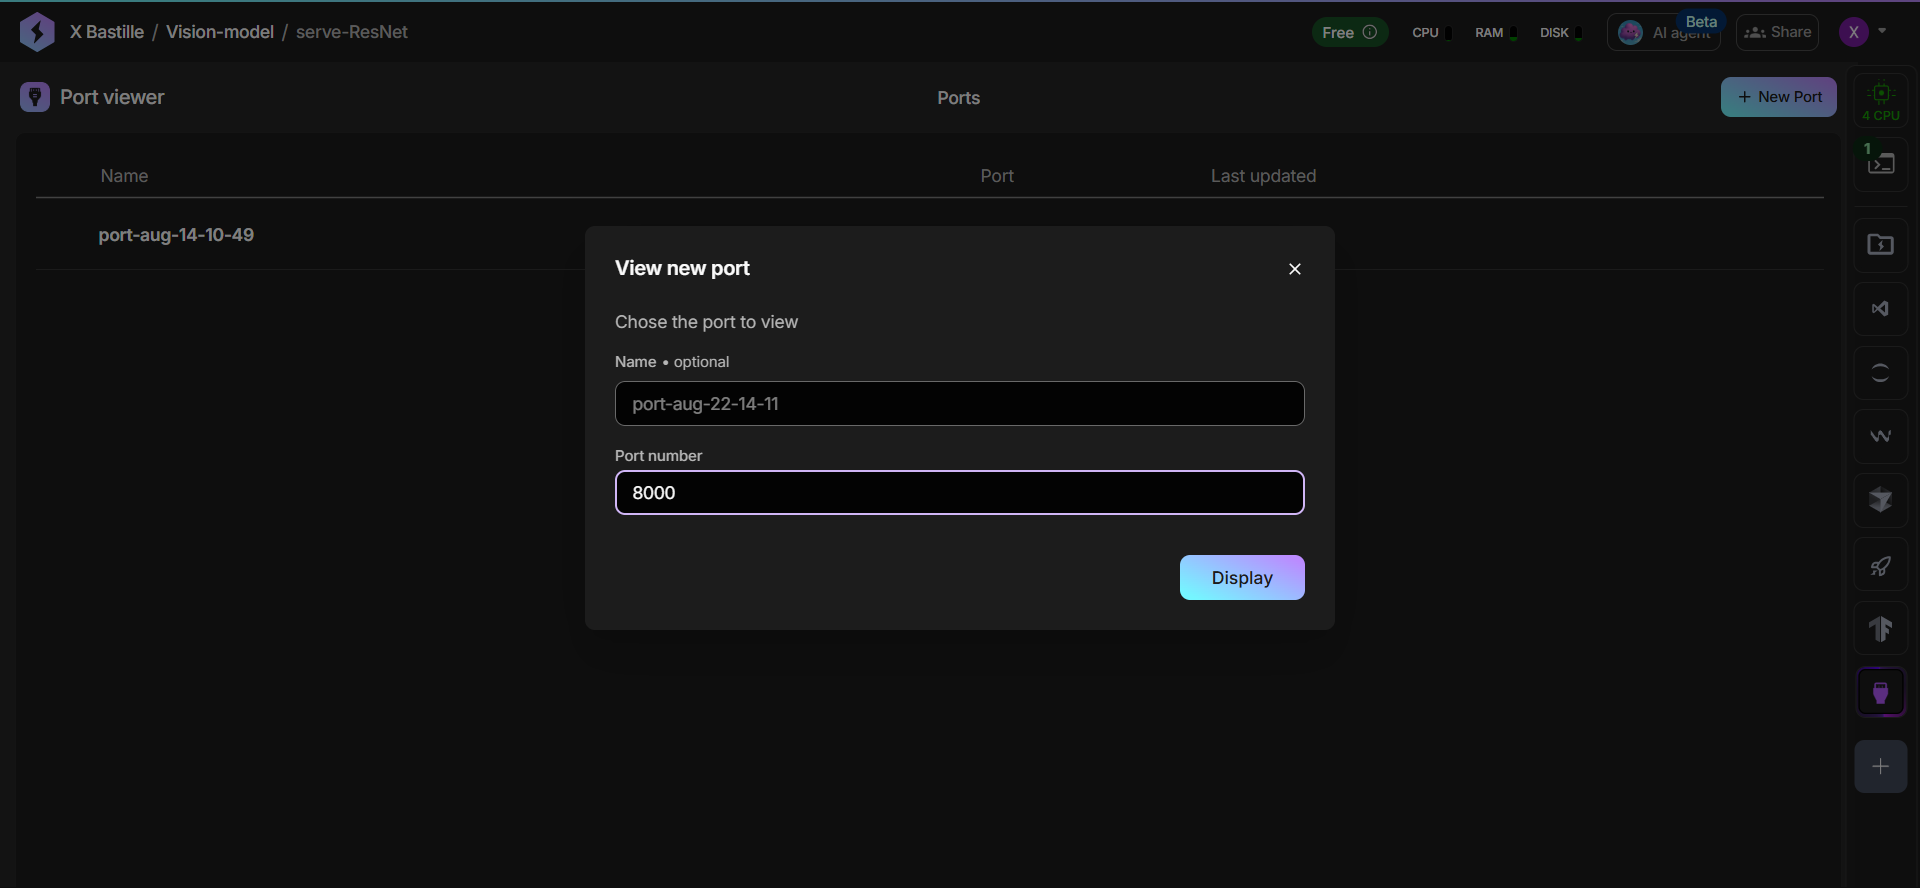 X Bastille / Vision-model / serve-ResNet
Free CPU RAM DISK AI agent Beta Share X
Port viewer
Ports
+ New Port
4 CPU
1
Name Port Last updated
port-aug-14-10-49
View new port
Chose the port to view
Name • optional
port-aug-22-14-11
Port number
8000
Display